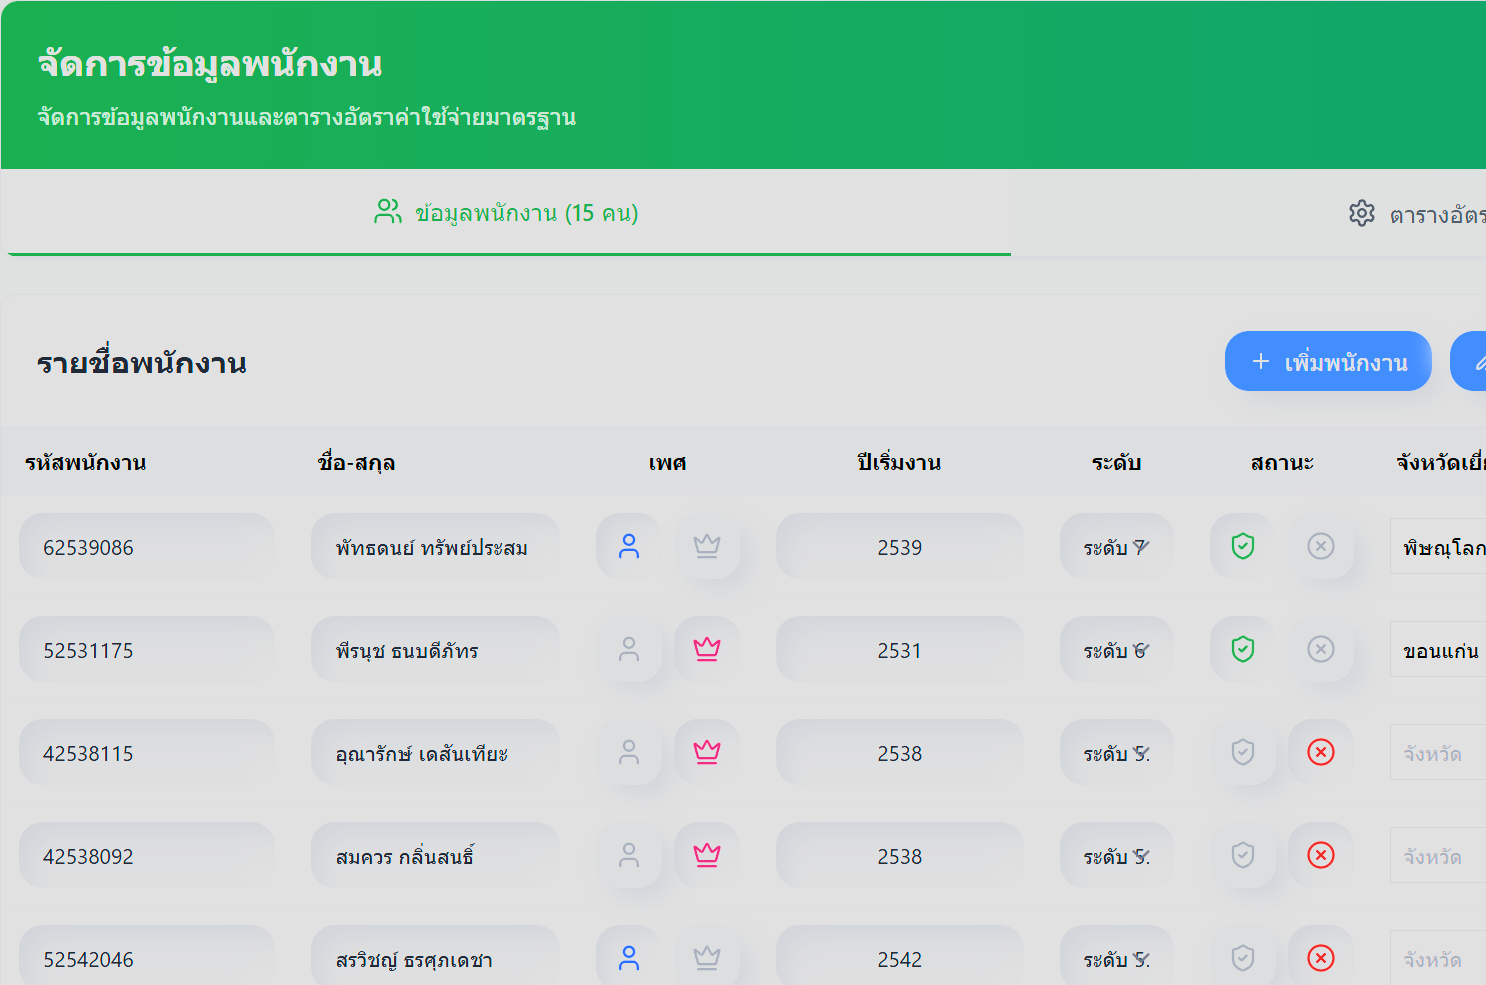 จัดการข้อมูลพนักงาน
จัดการข้อมูลพนักงานและตารางอัตราค่าใช้จ่ายมาตรฐาน
ข้อมูลพนักงาน (15 คน) ตารางอัตร
รายชื่อพนักงาน + เพิ่มพนักงาน
รหัสพนักงาน ชื่อ-สกุล เพศ ปีเริ่มงาน ระดับ สถานะ จังหวัดเยี่
62539086 พัทธดนย์ ทรัพย์ประสม 2539 ระดับ 7 พิษณุโลก
52531175 พีรนุช ธนบดีภัทร 2531 ระดับ 6 ขอนแก่น
42538115 อุณารักษ์ เดสันเทียะ 2538 ระดับ 5. จังหวัด
42538092 สมควร กลิ่นสนธิ์ 2538 ระดับ 5. จังหวัด
52542046 สรวิชญ์ ธรศุภเดชา 2542 ระดับ 5. จังหวัด